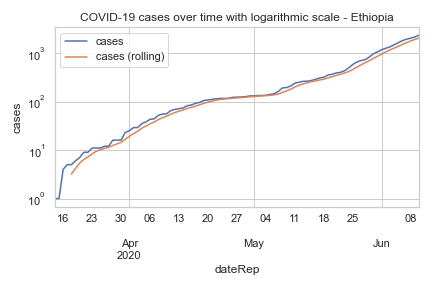 COVID-19 cases over time with logarithmic scale - Ethiopia
cases
cases (rolling)
10³
10²
10¹
10⁰
cases
16 23 30 06 13 20 27 04 11 18 25 08
Apr May Jun
2020
dateRep